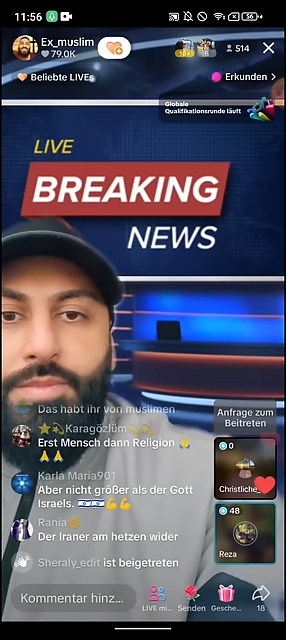 11:56
56
Ex_muslim
79.0K
514
Beliebte LIVEs
Erkunden >
Globale
Qualifikationsrunde läuft
LIVE
BREAKING
NEWS
Das habt ihr von muslimen
Anfrage zum
Beitreten
Karagözlüm
Erst Mensch dann Religion 🙏
🙏🙏
0
Christliche
Karla Maria901
Aber nicht größer als der Gott
Israels. 🇮🇱🇮🇱💪💪
48
Reza
Rania
Der Iraner am hetzen wider
Sheraly_edit ist beigetreten
Kommentar hinz...
LIVE mi...
Senden
Gesche...
18